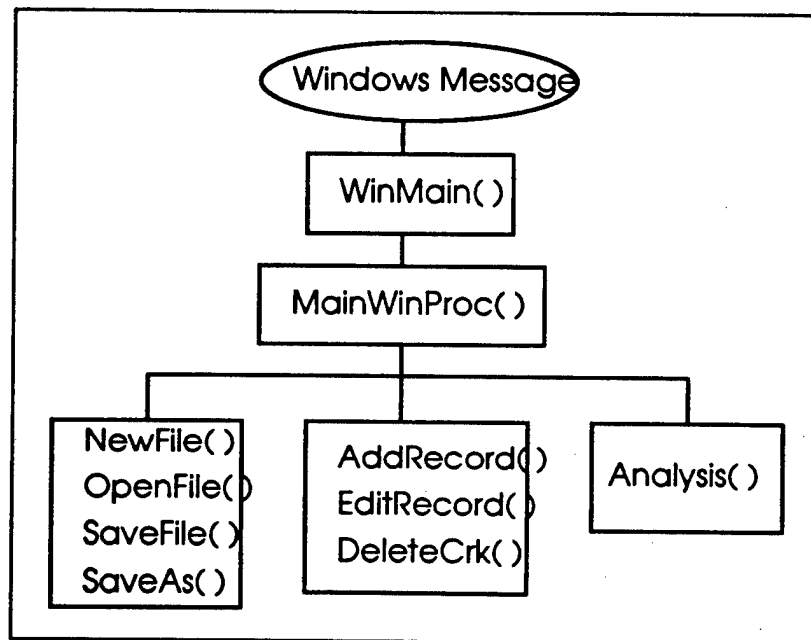 Windows Message
WinMain( )
MainWinProc( )
NewFile( )
OpenFile( )
SaveFile( )
SaveAs( )
AddRecord( )
EditRecord( )
DeleteCrk( )
Analysis( )